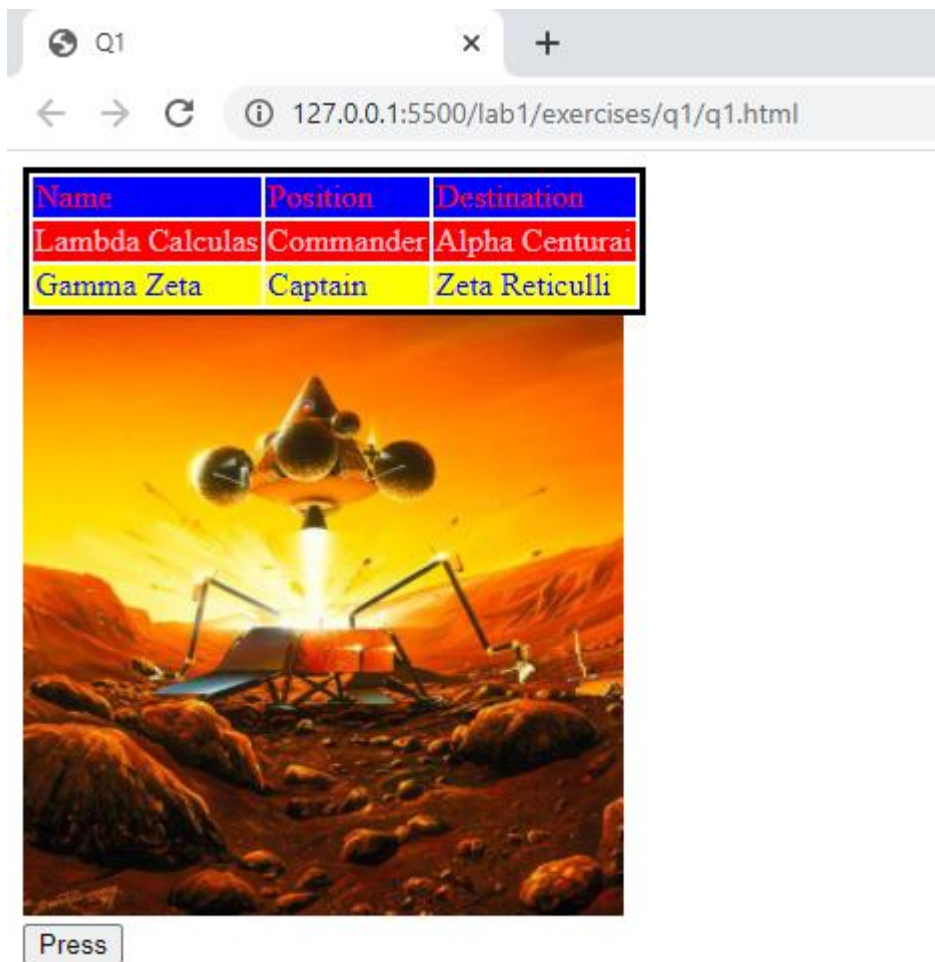 Q1
127.0.0.1:5500/lab1/exercises/q1/q1.html
Name Position Destination
Lambda Calculas Commander Alpha Centurai
Gamma Zeta Captain Zeta Reticulli
Press